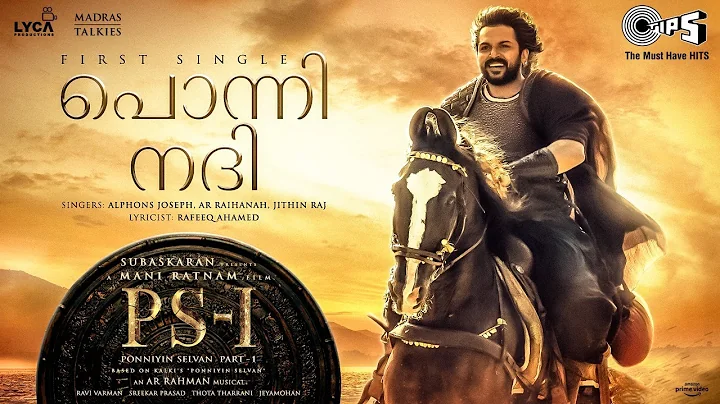 LYCA
PRODUCTIONS
MADRAS
TALKIES
TIPS
The Must Have HITS
FIRST SINGLE
പൊന്നി
നദി
SINGERS: ALPHONS JOSEPH, AR RAIHANAH, JITHIN RAJ
LYRICIST: RAFEEQ AHAMED
SUBASKARAN PRESENTS
A MANI RATNAM FILM
PS-I
PONNIYIN SELVAN: PART-1
BASED ON KALKI'S "PONNIYIN SELVAN"
AN AR RAHMAN MUSICAL
RAVI VARMAN SREEKAR PRASAD THOTA THARRANI JEYAMOHAN
amazon
prime video